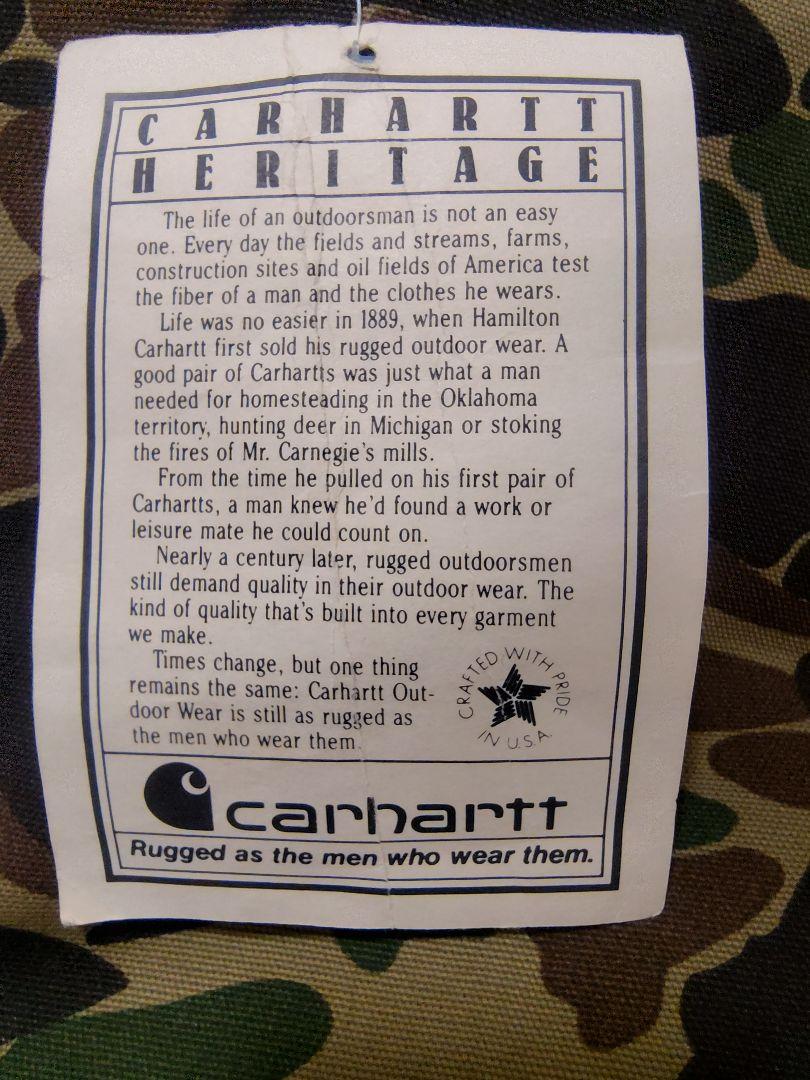 CARHARTT
HERITAGE
The life of an outdoorsman is not an easy
one. Every day the fields and streams, farms,
construction sites and oil fields of America test
the fiber of a man and the clothes he wears.
Life was no easier in 1889, when Hamilton
Carhartt first sold his rugged outdoor wear. A
good pair of Carhartts was just what a man
needed for homesteading in the Oklahoma
territory, hunting deer in Michigan or stoking
the fires of Mr. Carnegie's mills.
From the time he pulled on his first pair of
Carhartts, a man knew he'd found a work or
leisure mate he could count on.
Nearly a century later, rugged outdoorsmen
still demand quality in their outdoor wear. The
kind of quality that's built into every garment
we make.
Times change, but one thing
remains the same: Carhartt Out-
door Wear is still as rugged as
the men who wear them.
CRAFTED WITH PRIDE
IN U.S.A.
carhartt
Rugged as the men who wear them.